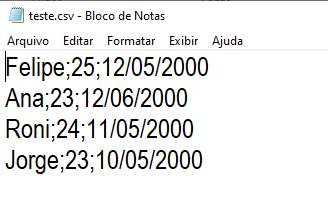 teste.csv - Bloco de Notas
Arquivo Editar Formatar Exibir Ajuda
Felipe;25;12/05/2000
Ana;23;12/06/2000
Roni;24;11/05/2000
Jorge;23;10/05/2000